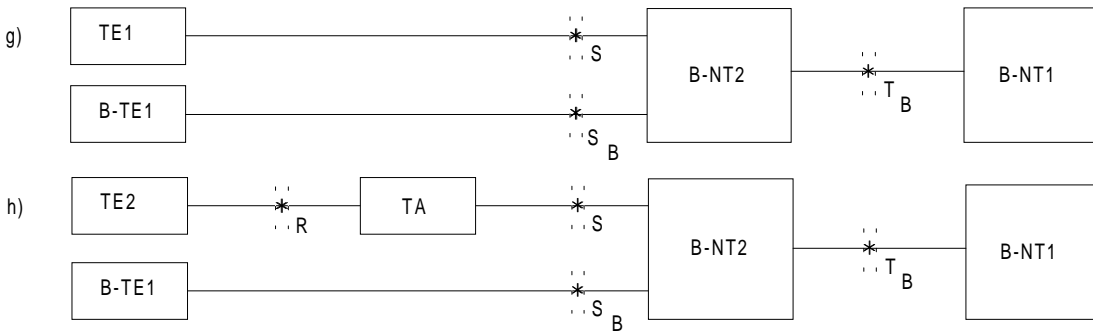 g) TE1 S B-NT2 B-NT1
T B
B-TE1 S B
h) TE2 R TA S B-NT2 B-NT1
T B
B-TE1 S B